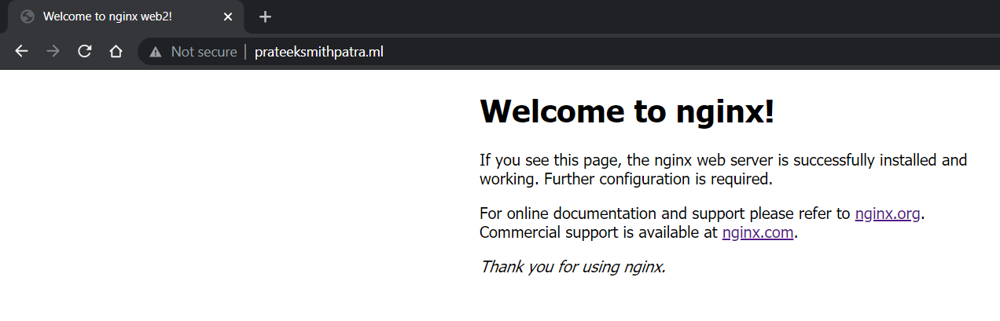 Welcome to nginx web2!
Not secure | prateeksmithpatra.ml
Welcome to nginx!
If you see this page, the nginx web server is successfully installed and
working. Further configuration is required.
For online documentation and support please refer to nginx.org.
Commercial support is available at nginx.com.
Thank you for using nginx.